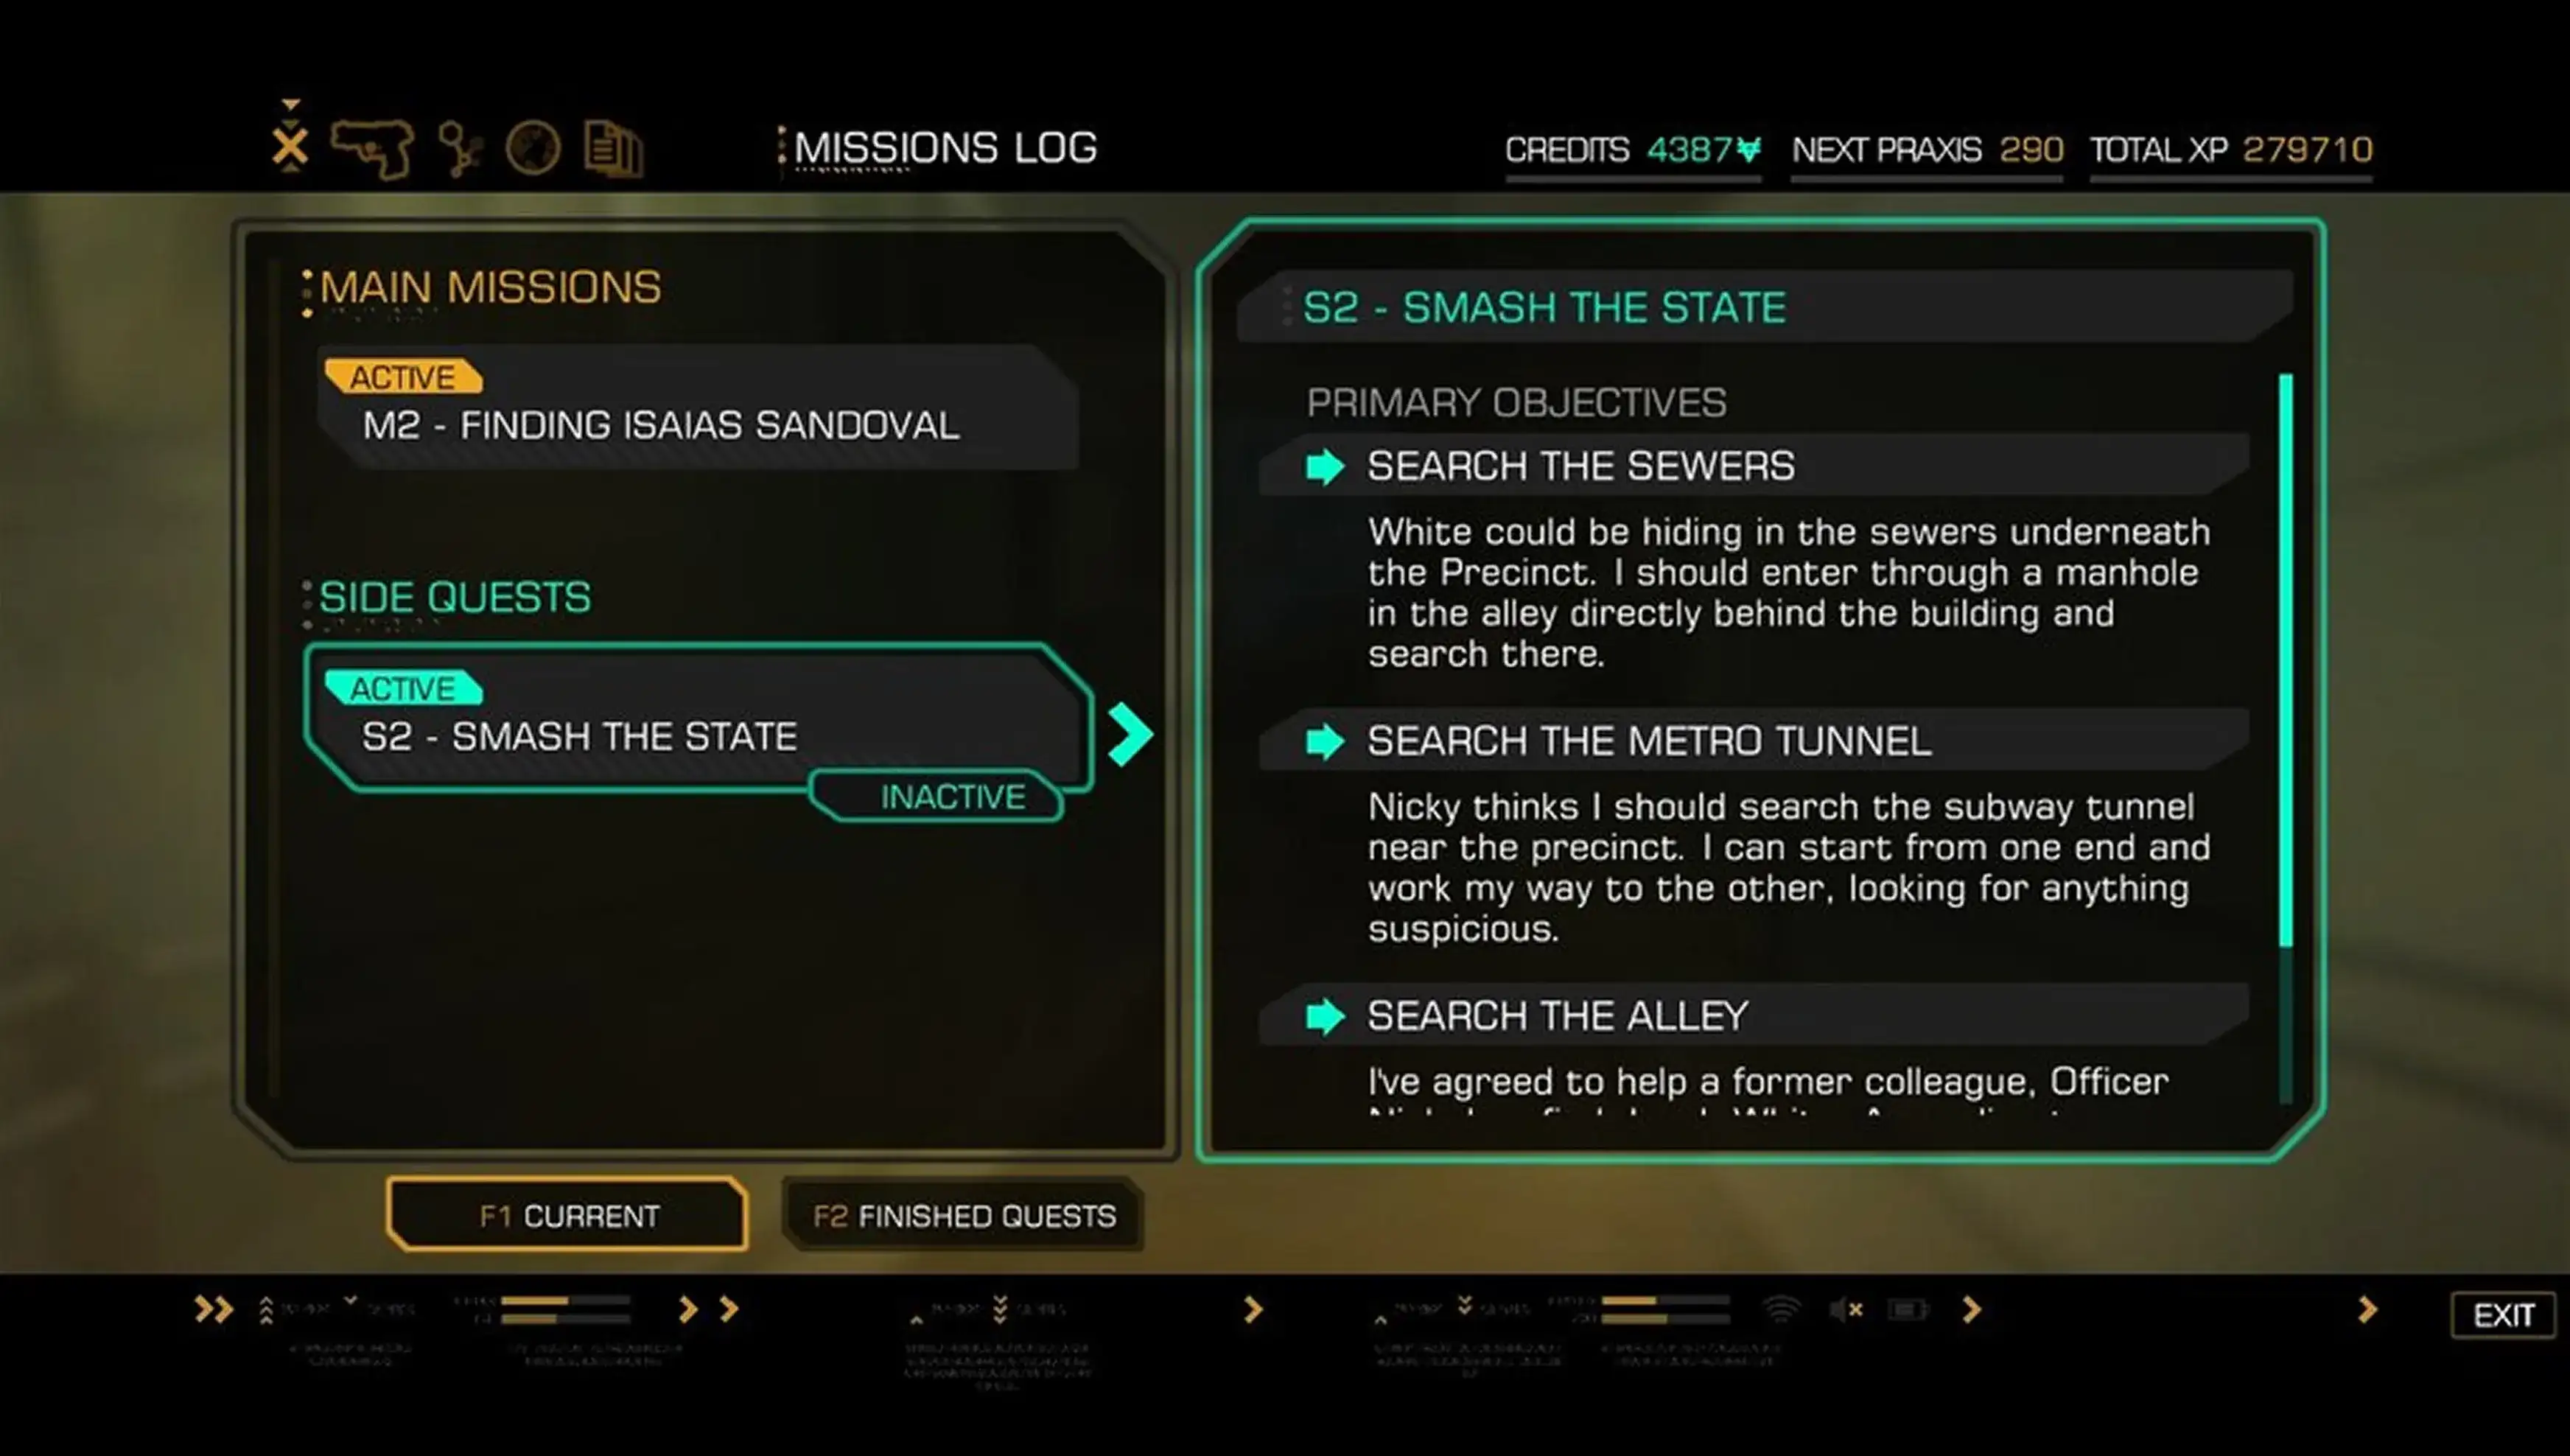 MISSIONS LOG
CREDITS 4387 NEXT PRAXIS 290 TOTAL XP 279710
MAIN MISSIONS
ACTIVE
M2 - FINDING ISAIAS SANDOVAL
SIDE QUESTS
ACTIVE
S2 - SMASH THE STATE
INACTIVE
S2 - SMASH THE STATE
PRIMARY OBJECTIVES
SEARCH THE SEWERS
White could be hiding in the sewers underneath
the Precinct. I should enter through a manhole
in the alley directly behind the building and
search there.
SEARCH THE METRO TUNNEL
Nicky thinks I should search the subway tunnel
near the precinct. I can start from one end and
work my way to the other, looking for anything
suspicious.
SEARCH THE ALLEY
I've agreed to help a former colleague, Officer
F1 CURRENT
F2 FINISHED QUESTS
EXIT